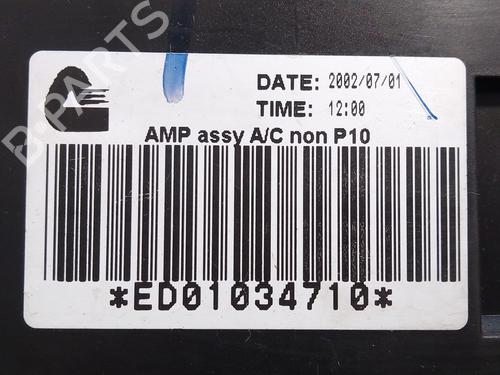 DATE: 2002/07/01
TIME: 12:00
AMP assy A/C non P10
*ED01034710*
B-PARTS